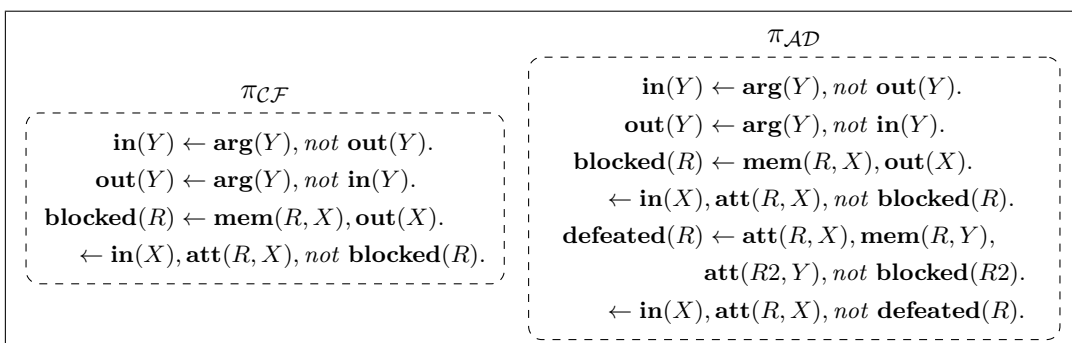 π𝒞ℱ
in(Y) ← arg(Y), not out(Y).
out(Y) ← arg(Y), not in(Y).
blocked(R) ← mem(R, X), out(X).
← in(X), att(R, X), not blocked(R).
π𝒜𝒟
in(Y) ← arg(Y), not out(Y).
out(Y) ← arg(Y), not in(Y).
blocked(R) ← mem(R, X), out(X).
← in(X), att(R, X), not blocked(R).
defeated(R) ← att(R, X), mem(R, Y),
att(R2, Y), not blocked(R2).
← in(X), att(R, X), not defeated(R).